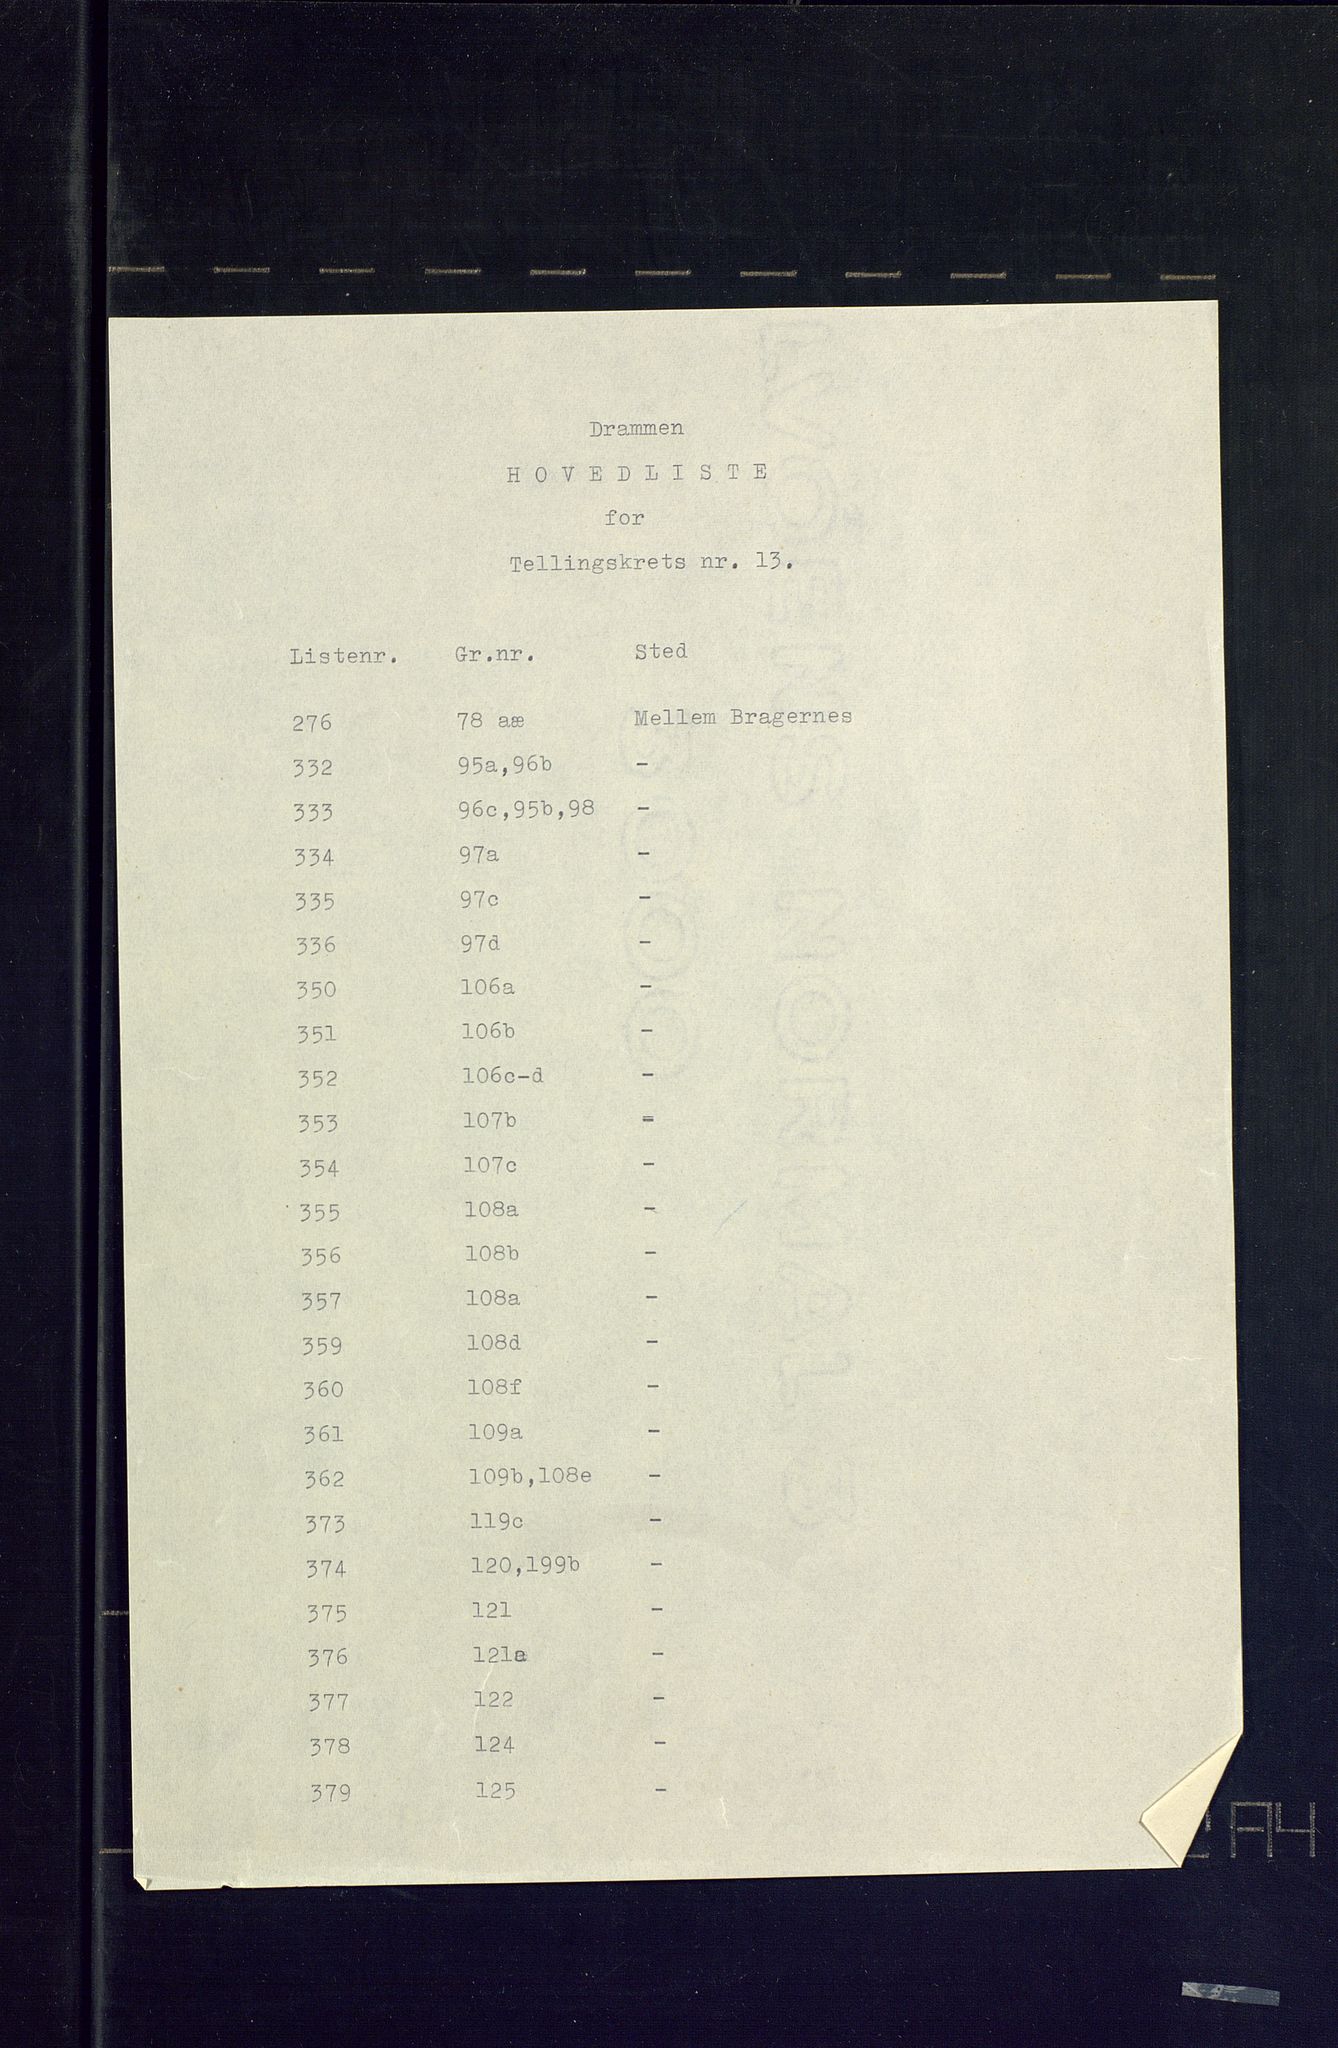 Drammen
H O V E D L I S T E
for
Tellingskrets nr. 13.
Listenr. Gr.nr. Sted
276 78 aæ Mellem Bragernes
332 95a,96b -
333 96c,95b,98 -
334 97a -
335 97c -
336 97d -
350 106a -
351 106b -
352 106c-d -
353 107b =
354 107c -
355 108a -
356 108b -
357 108a -
359 108d -
360 108f -
361 109a -
362 109b,108e -
373 119c -
374 120,199b -
375 121 -
376 121a -
377 122 -
378 124 -
379 125 -
A4